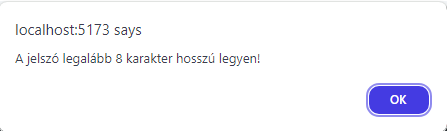 localhost:5173 says
A jelszó legalább 8 karakter hosszú legyen!
OK